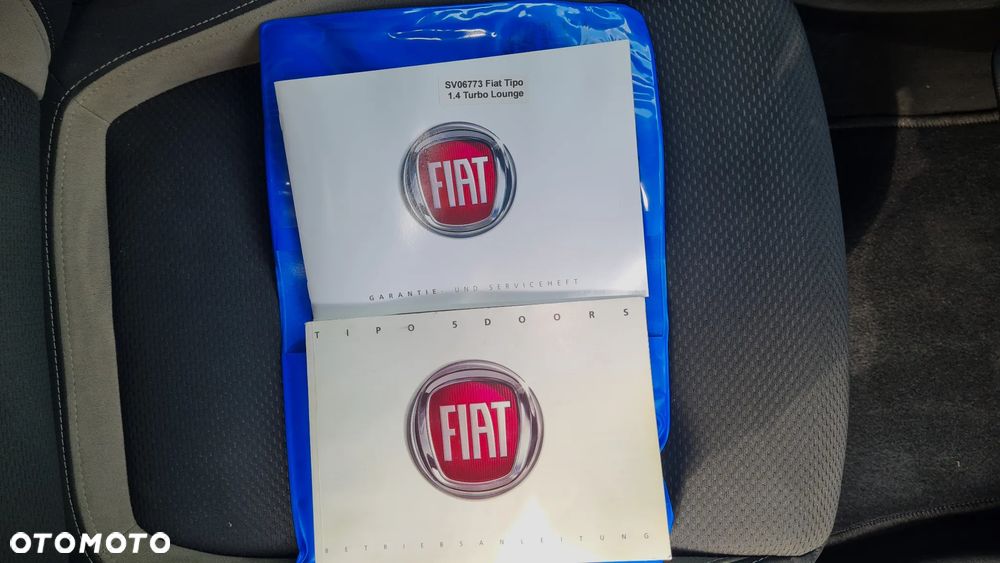 SV06773 Fiat Tipo
1.4 Turbo Lounge
FIAT
GARANTIE- UND SERVICEHEFT
TIPO 5DOORS
FIAT
BETRIEBSANLEITUNG
OTOMOTO